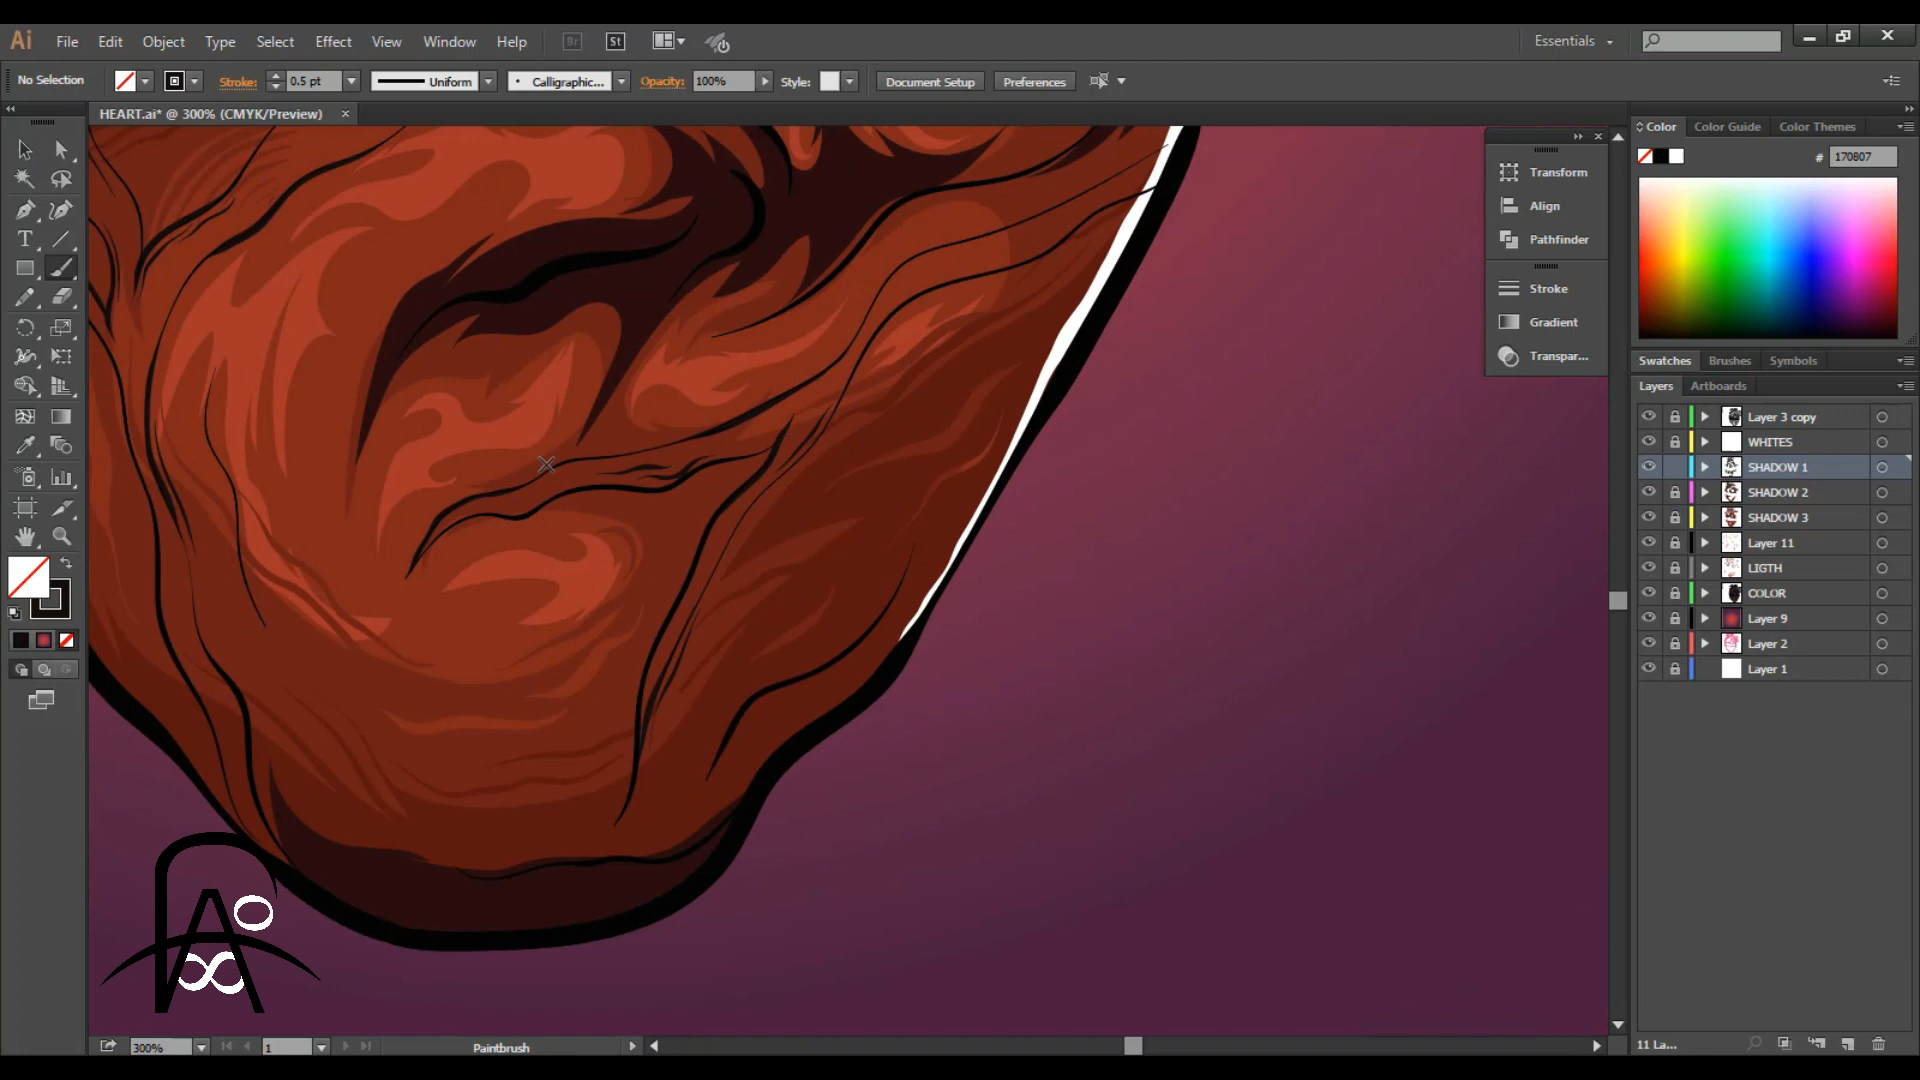 Ai File Edit Object Type Select Effect View Window Help Br St Essentials
No Selection Stroke: 0.5 pt Uniform Calligraphic... Opacity: 100% Style: Document Setup Preferences
HEART.ai* @ 300% (CMYK/Preview)
Color Color Guide Color Themes
# 170807
Transform
Align
Pathfinder
Stroke
Gradient
Transpar...
Swatches Brushes Symbols
Layers Artboards
Layer 3 copy
WHITES
SHADOW 1
SHADOW 2
SHADOW 3
Layer 11
LIGTH
COLOR
Layer 9
Layer 2
Layer 1
300% 1 Paintbrush
11 La...